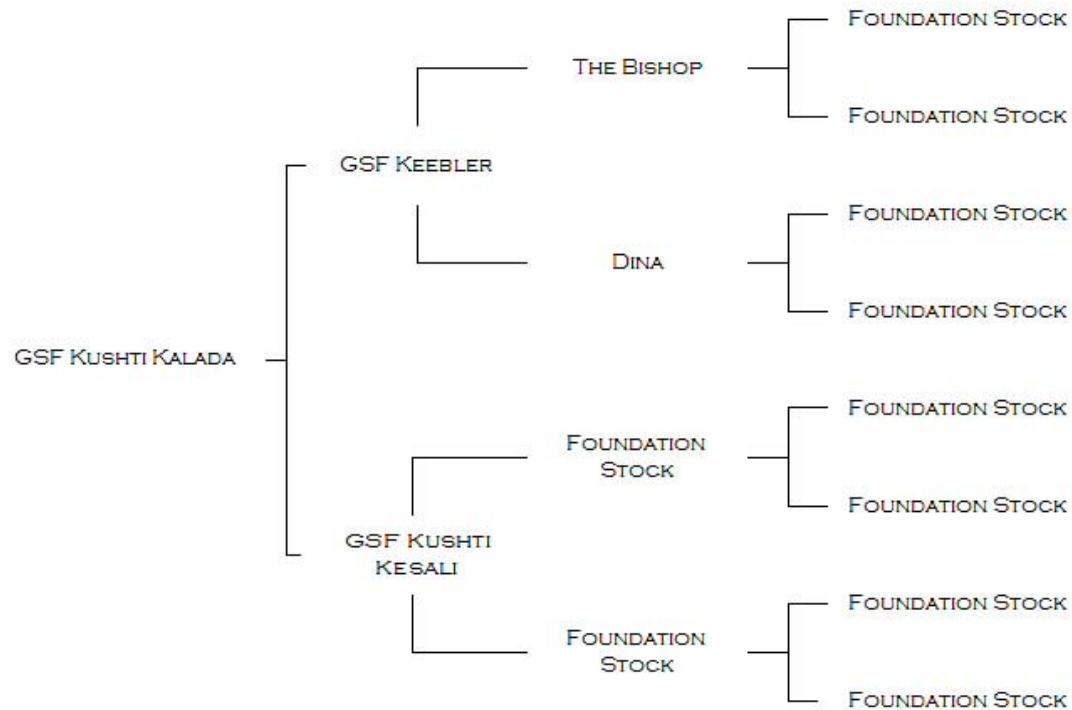 Foundation Stock
The Bishop
Foundation Stock
GSF Keebler
Foundation Stock
Dina
Foundation Stock
GSF Kushti Kalada
Foundation Stock
Foundation
Stock
Foundation Stock
GSF Kushti
Kesali
Foundation Stock
Foundation
Stock
Foundation Stock